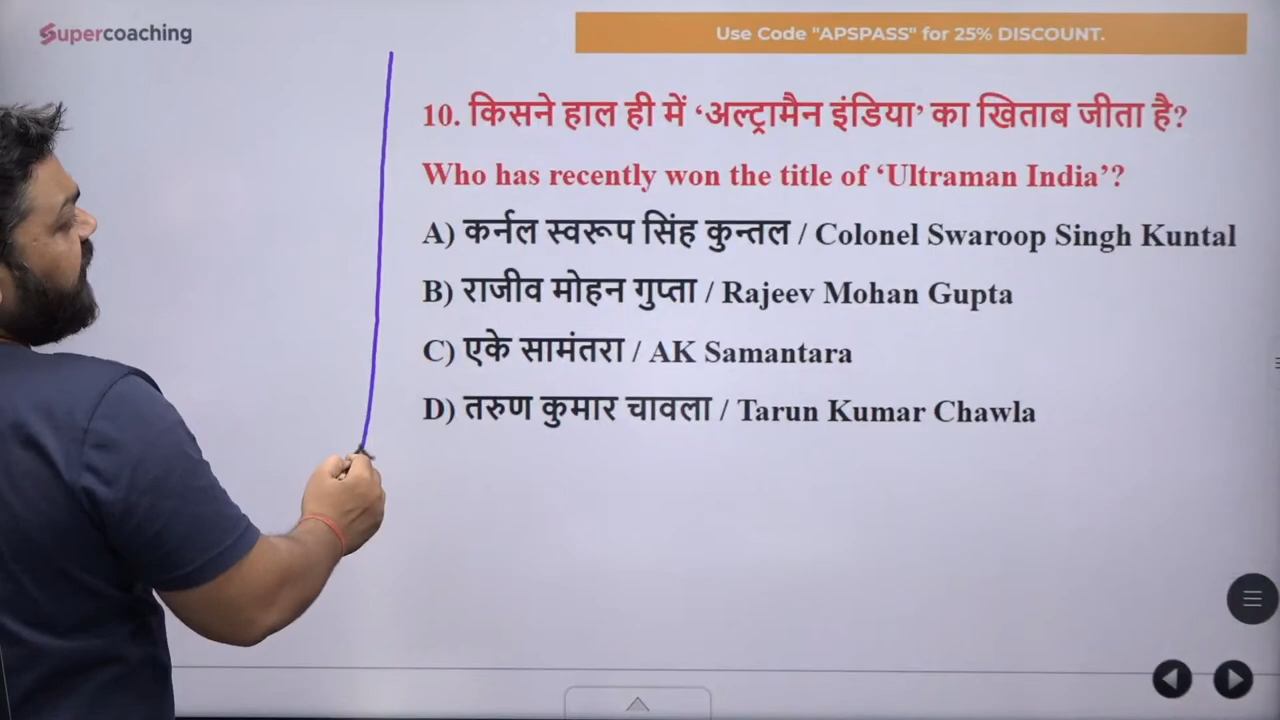 Supercoaching
Use Code "APSPASS" for 25% DISCOUNT.
10. किसने हाल ही में ‘अल्ट्रामैन इंडिया’ का खिताब जीता है?
Who has recently won the title of ‘Ultraman India’?
A) कर्नल स्वरूप सिंह कुन्तल / Colonel Swaroop Singh Kuntal
B) राजीव मोहन गुप्ता / Rajeev Mohan Gupta
C) एके सामंतरा / AK Samantara
D) तरुण कुमार चावला / Tarun Kumar Chawla